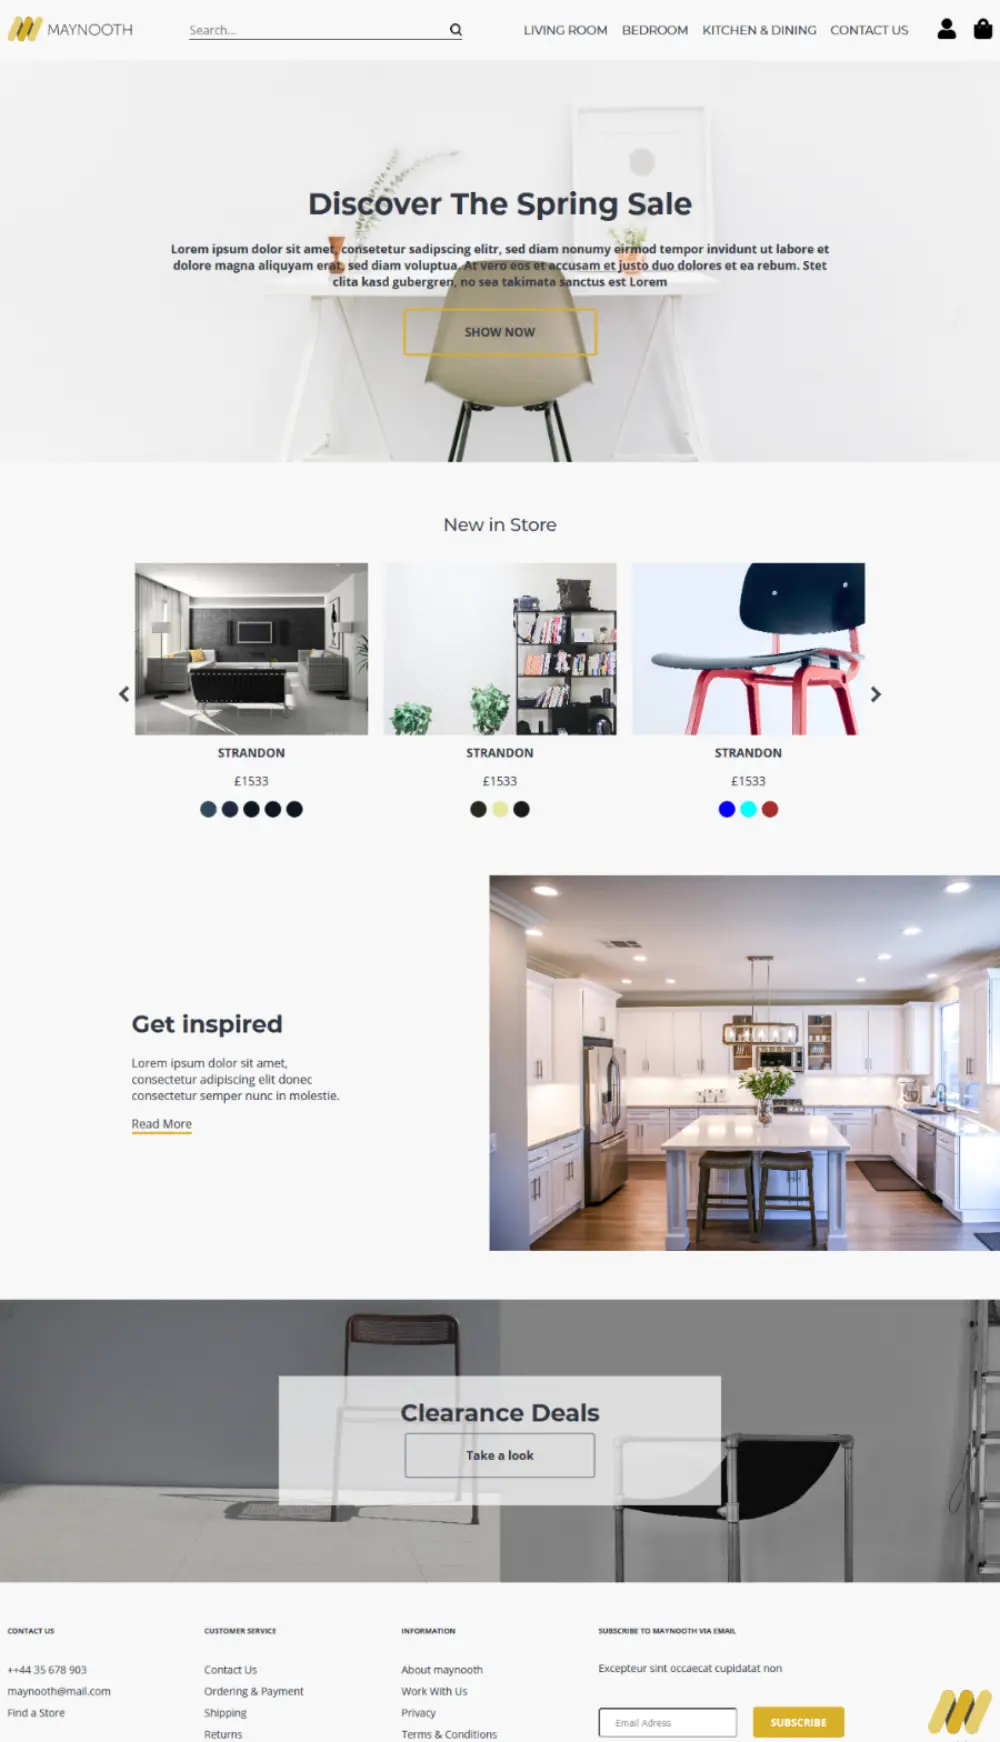 MAYNOOTH
Search...
LIVING ROOM BEDROOM KITCHEN & DINING CONTACT US
Discover The Spring Sale
Lorem ipsum dolor sit amet, consetetur sadipscing elitr, sed diam nonumy eirmod tempor invidunt ut labore et
dolore magna aliquyam erat, sed diam voluptua. At vero eos et accusam et justo duo dolores et ea rebum. Stet
clita kasd gubergren, no sea takimata sanctus est Lorem
SHOW NOW
New in Store
STRANDON STRANDON STRANDON
£1533 £1533 £1533
Get inspired
Lorem ipsum dolor sit amet,
consectetur adipiscing elit donec
consectetur semper nunc in molestie.
Read More
Clearance Deals
Take a look
CONTACT US
++44 35 678 903
maynooth@mail.com
Find a Store
CUSTOMER SERVICE
Contact Us
Ordering & Payment
Shipping
Returns
INFORMATION
About maynooth
Work With Us
Privacy
Terms & Conditions
SUBSCRIBE TO MAYNOOTH VIA EMAIL
Excepteur sint occaecat cupidatat non
Email Adress
SUBSCRIBE